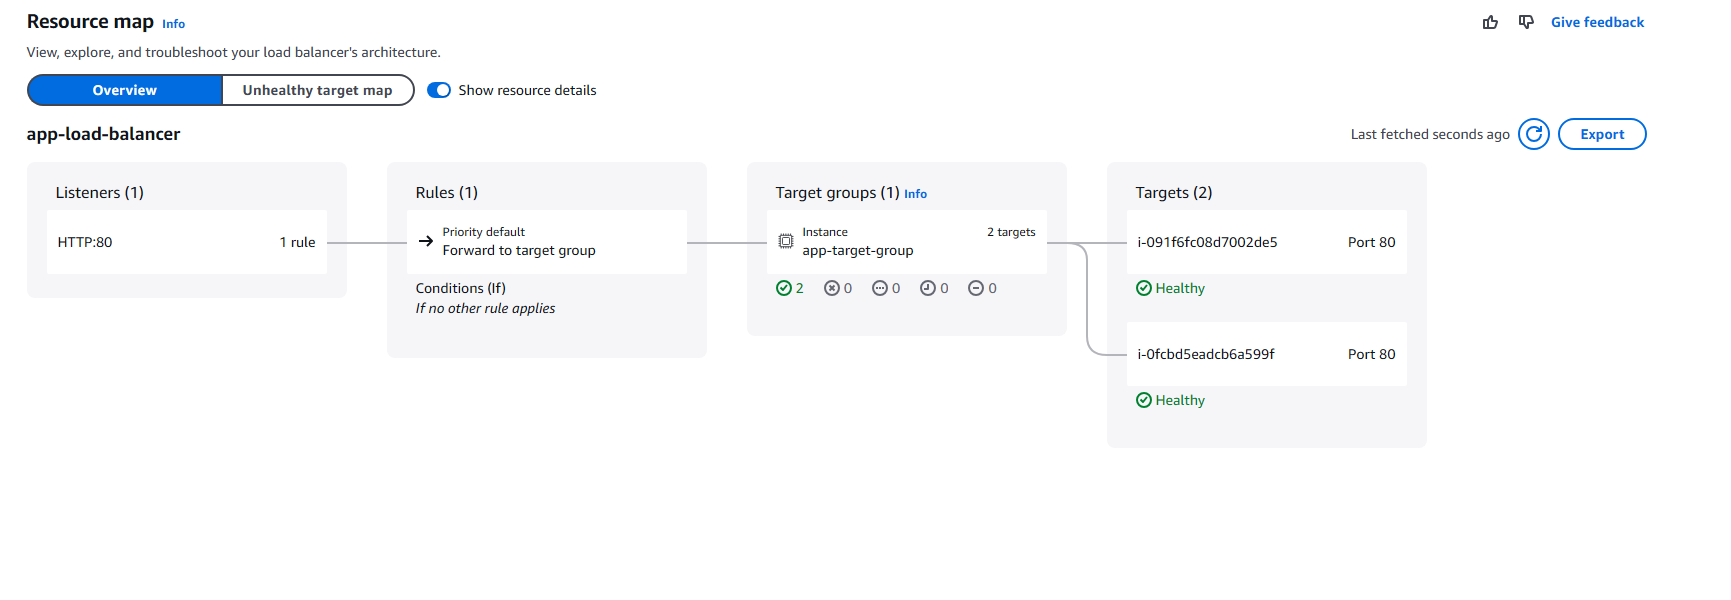 Resource map Info
Give feedback
View, explore, and troubleshoot your load balancer's architecture.
Overview Unhealthy target map Show resource details
app-load-balancer
Last fetched seconds ago Export
Listeners (1)
HTTP:80 1 rule
Rules (1)
Priority default
Forward to target group
Conditions (If)
If no other rule applies
Target groups (1) Info
Instance 2 targets
app-target-group
2 0 0 0 0
Targets (2)
i-091f6fc08d7002de5 Port 80
Healthy
i-0fcbd5eadcb6a599f Port 80
Healthy